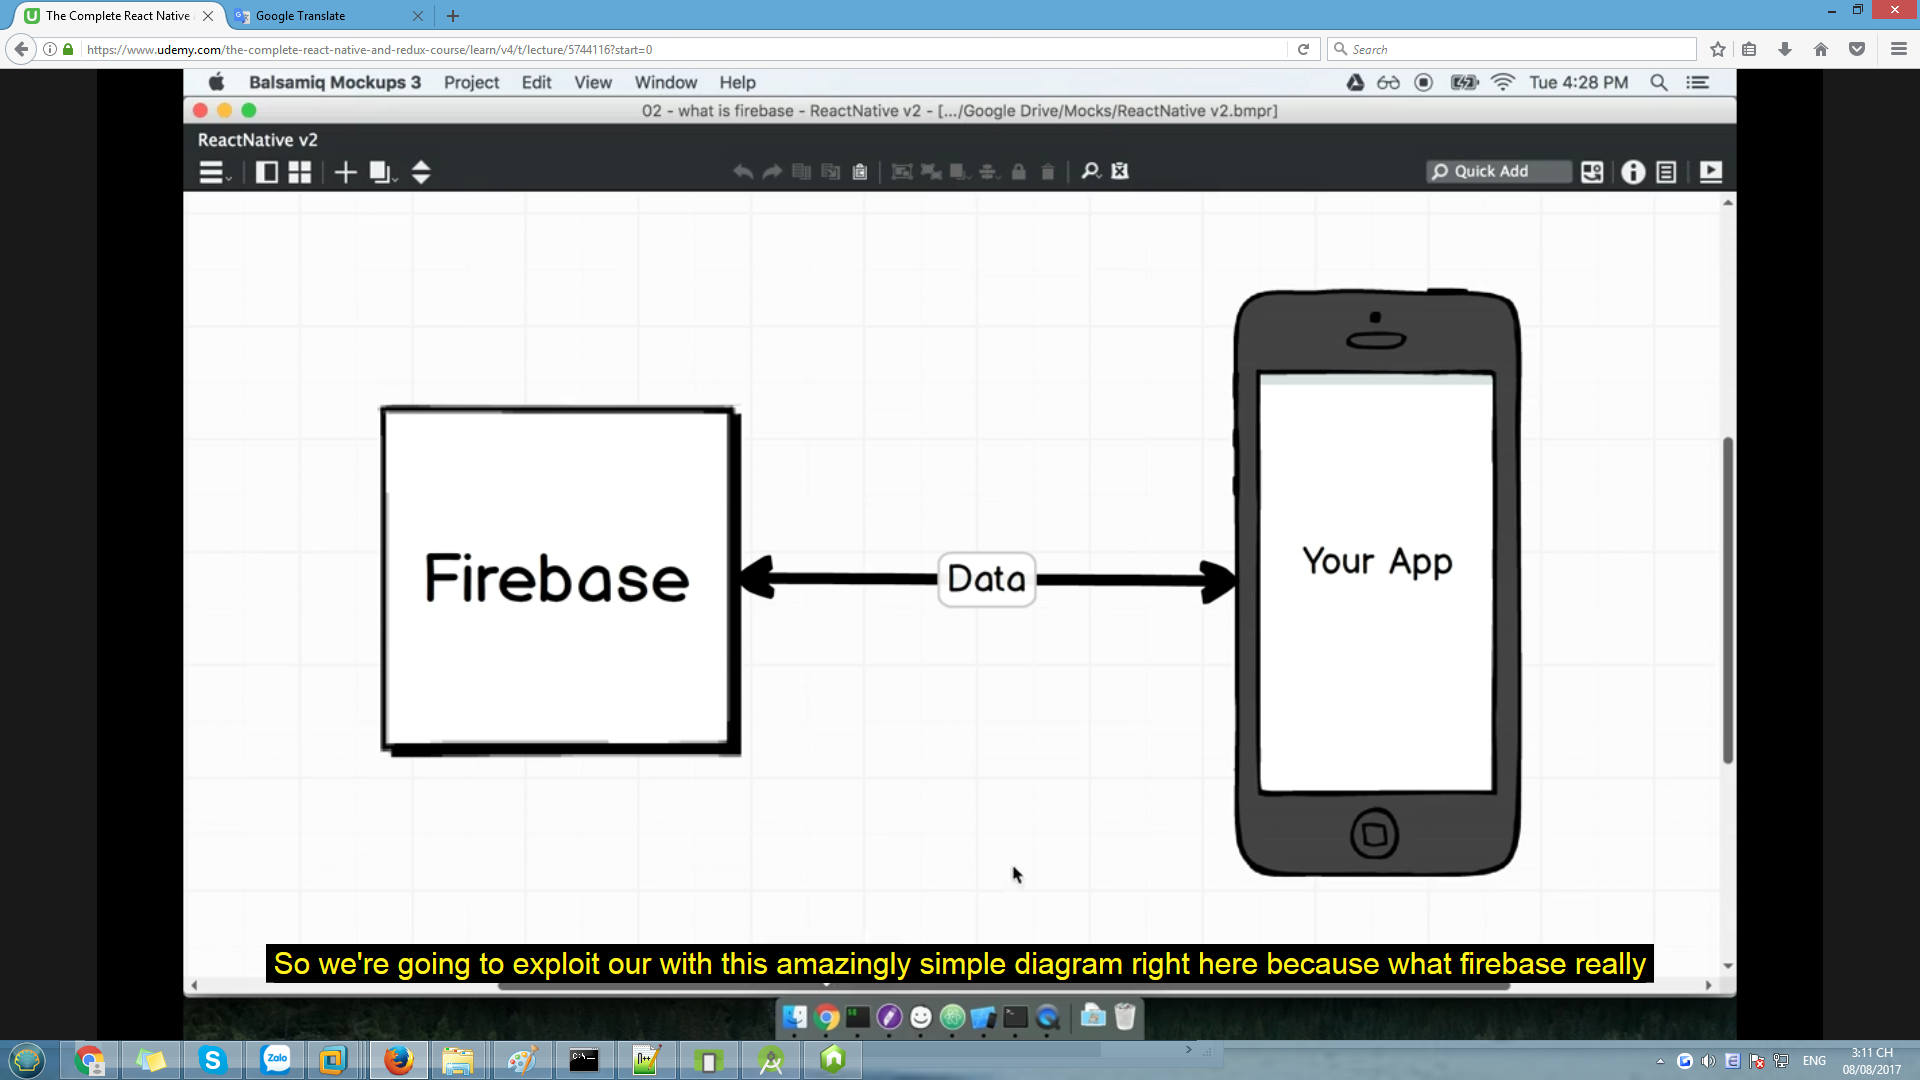 The Complete React Native
Google Translate
https://www.udemy.com/the-complete-react-native-and-redux-course/learn/v4/t/lecture/5744116?start=0
Search
Balsamiq Mockups 3 Project Edit View Window Help
Tue 4:28 PM
02 - what is firebase - ReactNative v2 - [.../Google Drive/Mocks/ReactNative v2.bmpr]
ReactNative v2
Quick Add
Your App
Firebase
Data
So we're going to exploit our with this amazingly simple diagram right here because what firebase really
Zalo
ENG
3:11 CH
08/08/2017